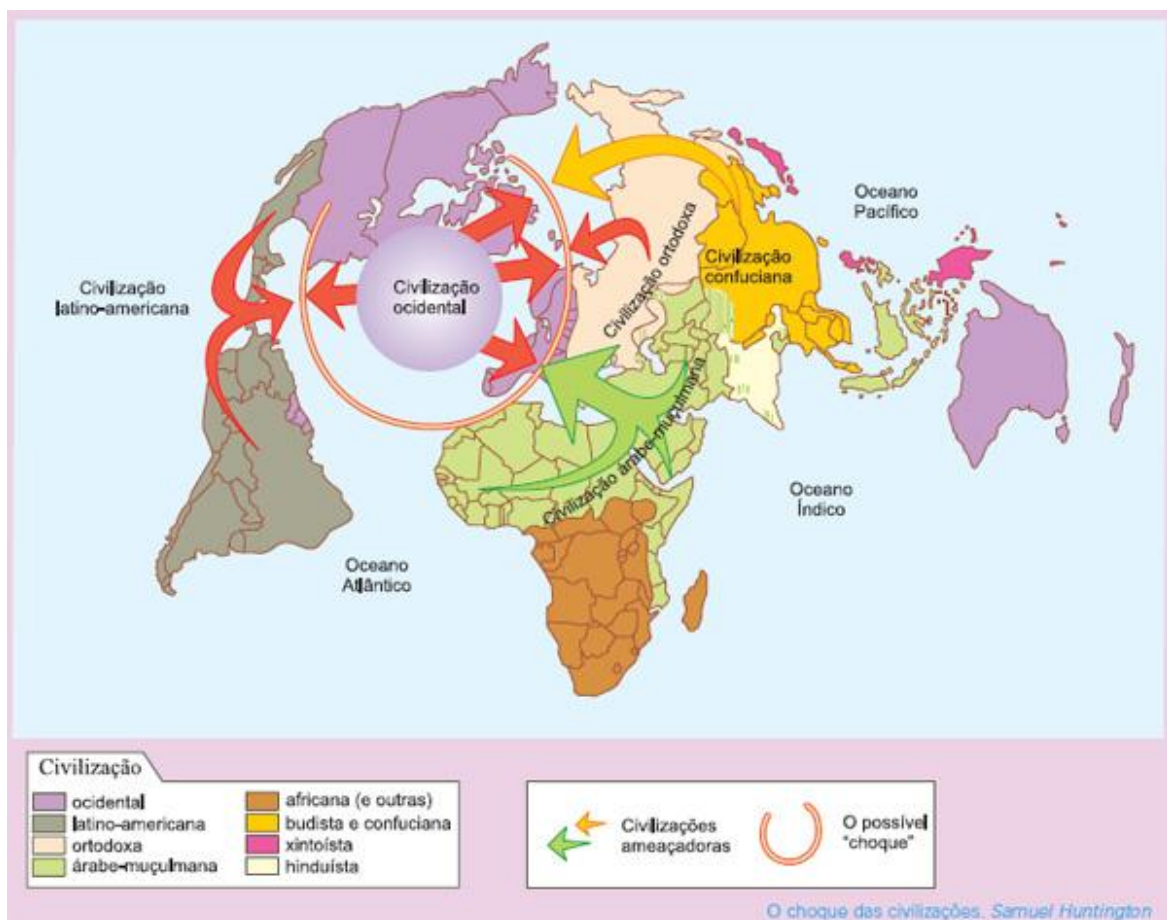 Oceano
Pacífico
Civilização
latino-americana
Civilização
ocidental
Civilização ortodoxa
Civilização
confuciana
Civilização árabe-muçulmana
Oceano
Índico
Oceano
Atlântico
Civilização
ocidental
latino-americana
ortodoxa
árabe-muçulmana
africana (e outras)
budista e confuciana
xintoísta
hinduísta
Civilizações
ameaçadoras
O possível
"choque"
O choque das civilizações, Samuel Huntington